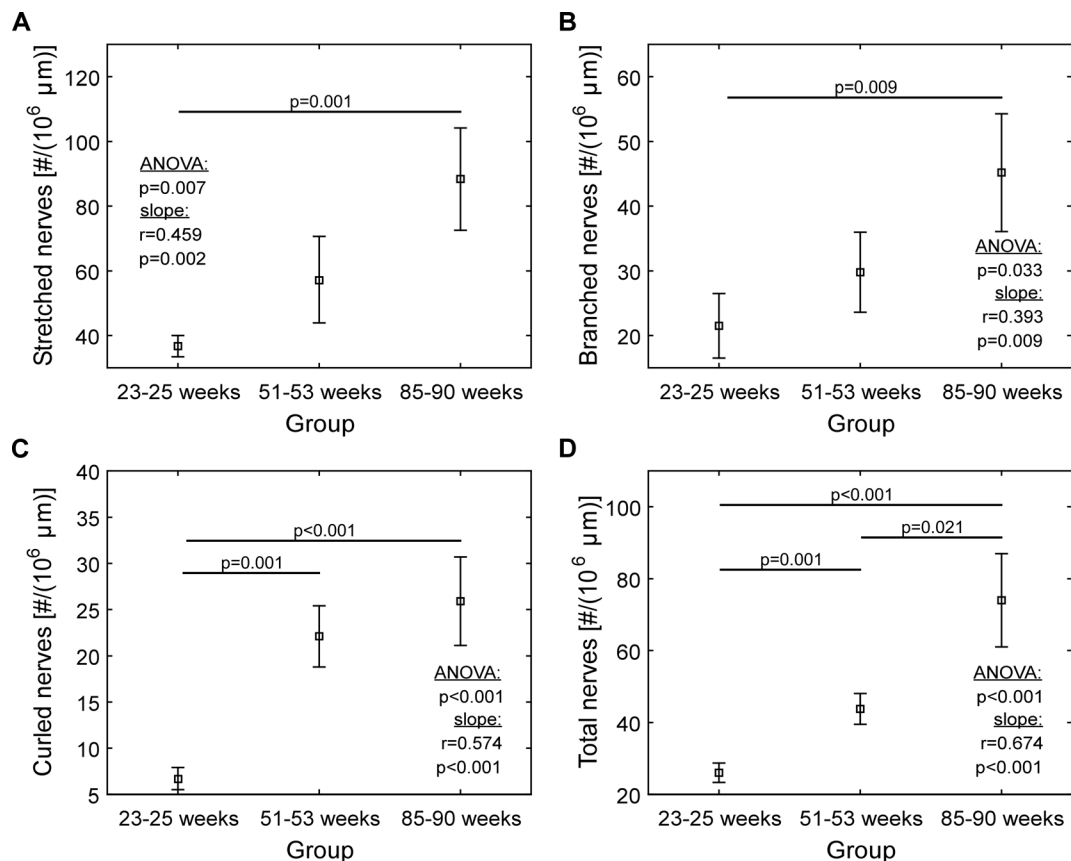 A
Stretched nerves [#/(10⁶ µm)]
120
100
80
60
40
p=0.001
ANOVA:
p=0.007
slope:
r=0.459
p=0.002
23-25 weeks 51-53 weeks 85-90 weeks
Group
B
Branched nerves [#/(10⁶ µm)]
60
50
40
30
20
p=0.009
ANOVA:
p=0.033
slope:
r=0.393
p=0.009
23-25 weeks 51-53 weeks 85-90 weeks
Group
C
Curled nerves [#/(10⁶ µm)]
40
35
30
25
20
15
10
5
p<0.001
p=0.001
ANOVA:
p<0.001
slope:
r=0.574
p<0.001
23-25 weeks 51-53 weeks 85-90 weeks
Group
D
Total nerves [#/(10⁶ µm)]
100
80
60
40
20
p<0.001
p=0.021
p=0.001
ANOVA:
p<0.001
slope:
r=0.674
p<0.001
23-25 weeks 51-53 weeks 85-90 weeks
Group